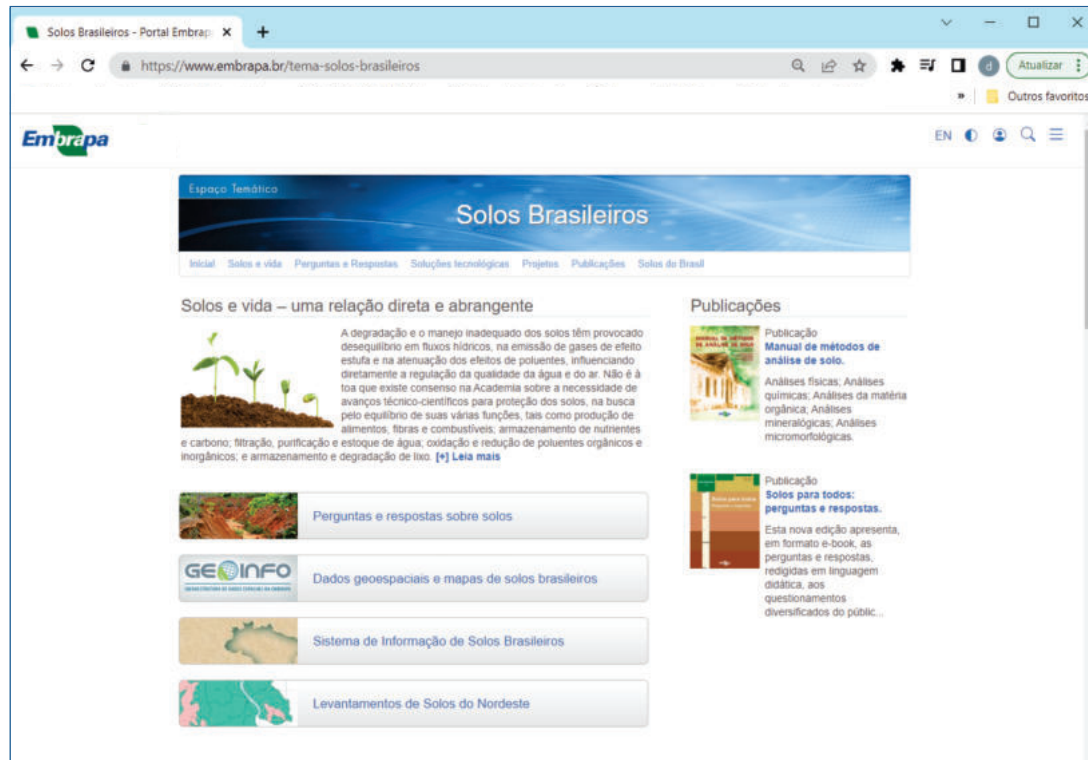 Solos Brasileiros - Portal Embrap
https://www.embrapa.br/tema-solos-brasileiros
d
Atualizar
»
Outros favoritos
Embrapa
EN
Espaço Temático
Solos Brasileiros
Inicial Solos e vida Perguntas e Respostas Soluções tecnológicas Projetos Publicações Solos do Brasil
Solos e vida – uma relação direta e abrangente
A degradação e o manejo inadequado dos solos têm provocado
desequilíbrio em fluxos hídricos, na emissão de gases de efeito
estufa e na atenuação dos efeitos de poluentes, influenciando
diretamente a regulação da qualidade da água e do ar. Não é à
toa que existe consenso na Academia sobre a necessidade de
avanços técnico-científicos para proteção dos solos, na busca
pelo equilíbrio de suas várias funções, tais como produção de
alimentos, fibras e combustíveis; armazenamento de nutrientes
e carbono; filtração, purificação e estoque de água; oxidação e redução de poluentes orgânicos e
inorgânicos; e armazenamento e degradação de lixo. [+] Leia mais
Perguntas e respostas sobre solos
GEOINFO
Dados geoespaciais e mapas de solos brasileiros
Sistema de Informação de Solos Brasileiros
Levantamentos de Solos do Nordeste
Publicações
MANUAL DE MÉTODOS
DE ANÁLISE DE SOLO
Publicação
Manual de métodos de
análise de solo.
Análises físicas; Análises
químicas; Análises da matéria
orgânica; Análises
mineralógicas; Análises
micromorfológicas.
Solos para todos
Publicação
Solos para todos:
perguntas e respostas.
Esta nova edição apresenta,
em formato e-book, as
perguntas e respostas,
redigidas em linguagem
didática, aos
questionamentos
diversificados do públic...